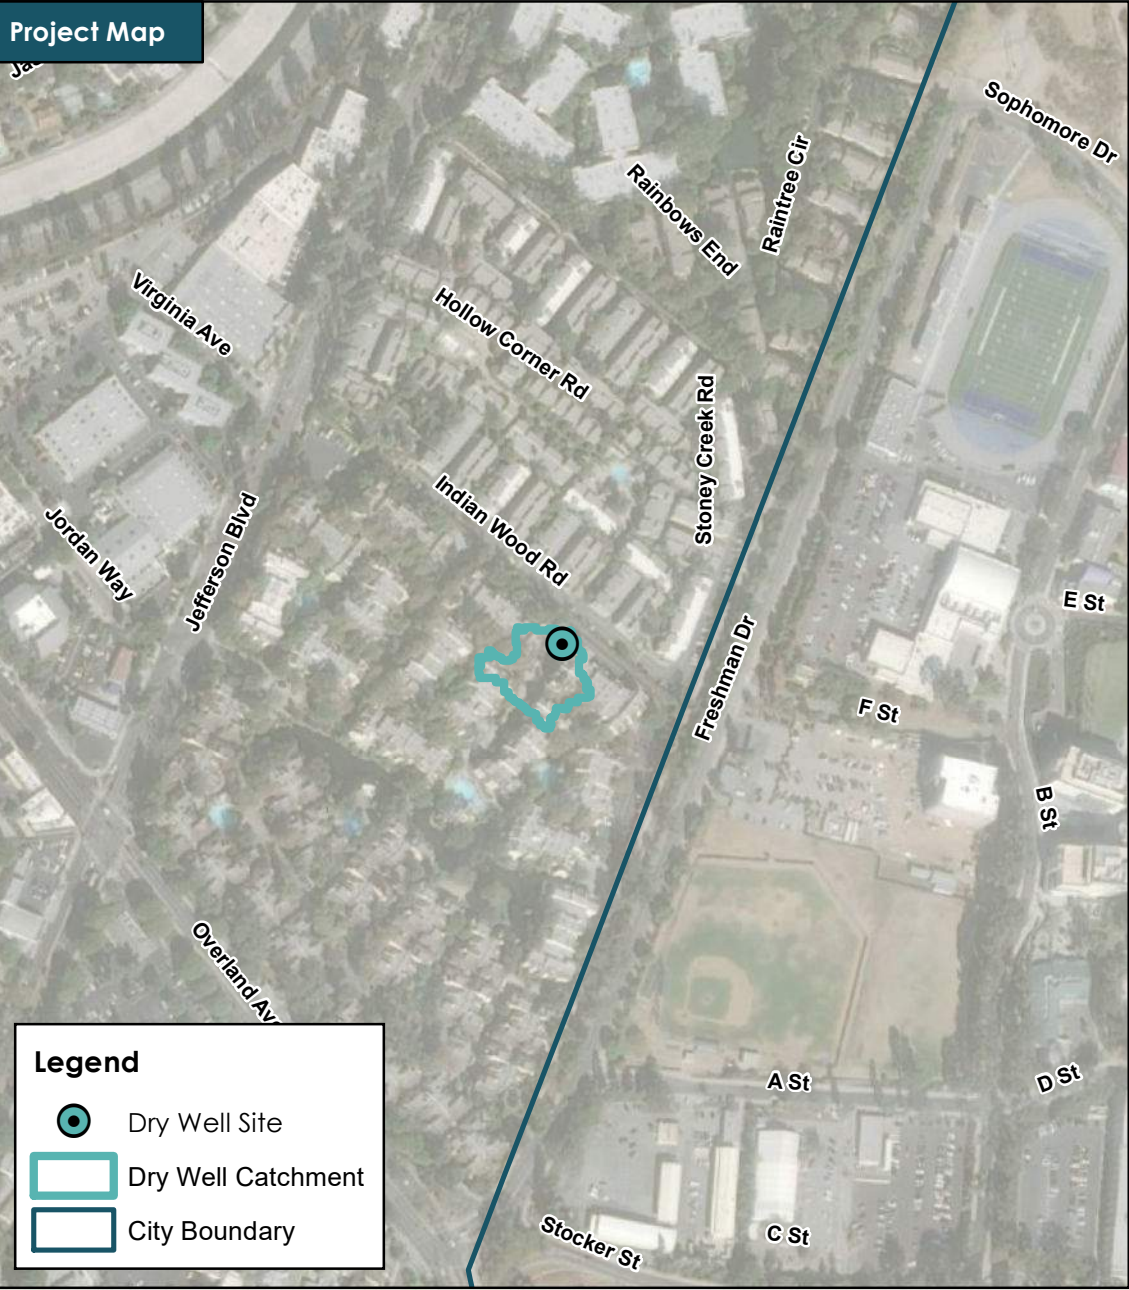 Project Map
Sophomore Dr
Raintree Cir
Rainbows End
Virginia Ave
Hollow Corner Rd
Stoney Creek Rd
Indian Wood Rd
Jefferson Blvd
Jordan Way
E St
Freshman Dr
F St
B St
Overland Ave
A St
D St
Stocker St
C St
Legend
Dry Well Site
Dry Well Catchment
City Boundary